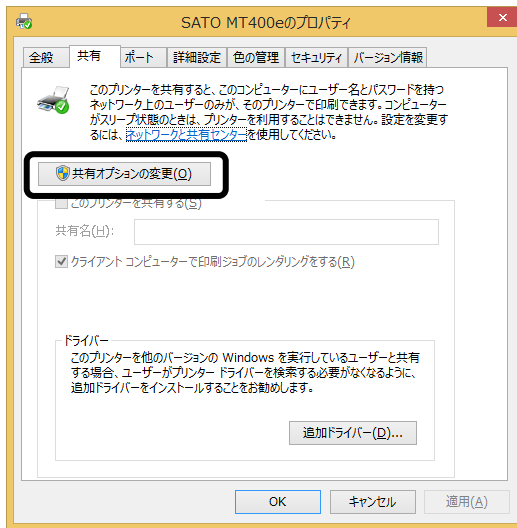 SATO MT400eのプロパティ
全般 共有 ポート 詳細設定 色の管理 セキュリティ バージョン情報
このプリンターを共有すると、このコンピューターにユーザー名とパスワードを持つ
ネットワーク上のユーザーのみが、そのプリンターで印刷できます。コンピューター
がスリープ状態のときは、プリンターを利用することはできません。設定を変更す
るには、ネットワークと共有センターを使用してください。
共有オプションの変更(O)
このプリンターを共有する(S)
共有名(H):
クライアント コンピューターで印刷ジョブのレンダリングをする(R)
ドライバー
このプリンターを他のバージョンの Windows を実行しているユーザーと共有
する場合、ユーザーがプリンター ドライバーを検索する必要がなくなるように、
追加ドライバーをインストールすることをお勧めします。
追加ドライバー(D)...
OK キャンセル 適用(A)